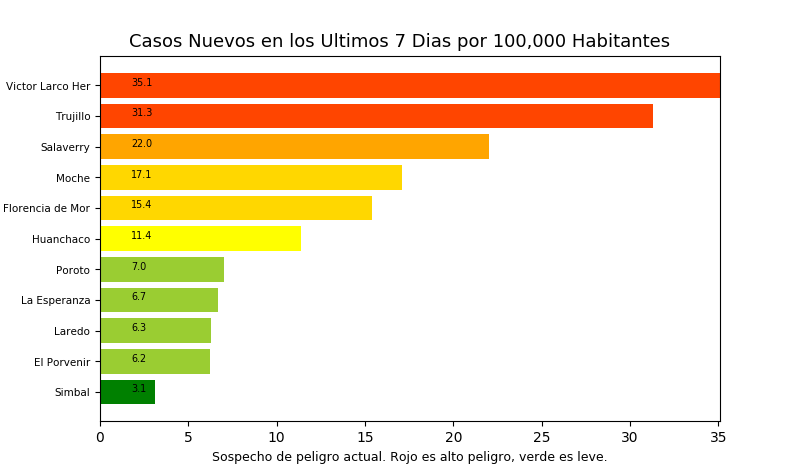 Casos Nuevos en los Ultimos 7 Dias por 100,000 Habitantes
Victor Larco Her 35.1
Trujillo 31.3
Salaverry 22.0
Moche 17.1
Florencia de Mor 15.4
Huanchaco 11.4
Poroto 7.0
La Esperanza 6.7
Laredo 6.3
El Porvenir 6.2
Simbal 3.1
0 5 10 15 20 25 30 35
Sospecho de peligro actual. Rojo es alto peligro, verde es leve.